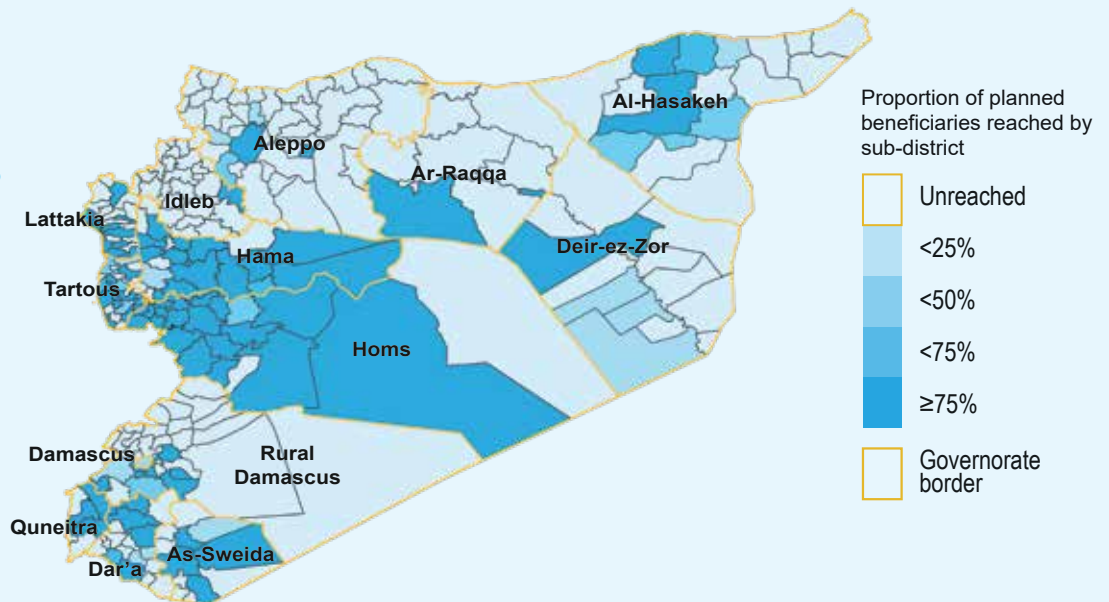 Al-Hasakeh
Aleppo
Ar-Raqqa
Idleb
Lattakia
Hama
Deir-ez-Zor
Tartous
Homs
Damascus
Rural
Damascus
Quneitra
As-Sweida
Dar'a
Proportion of planned
beneficiaries reached by
sub-district
Unreached
<25%
<50%
<75%
≥75%
Governorate
border